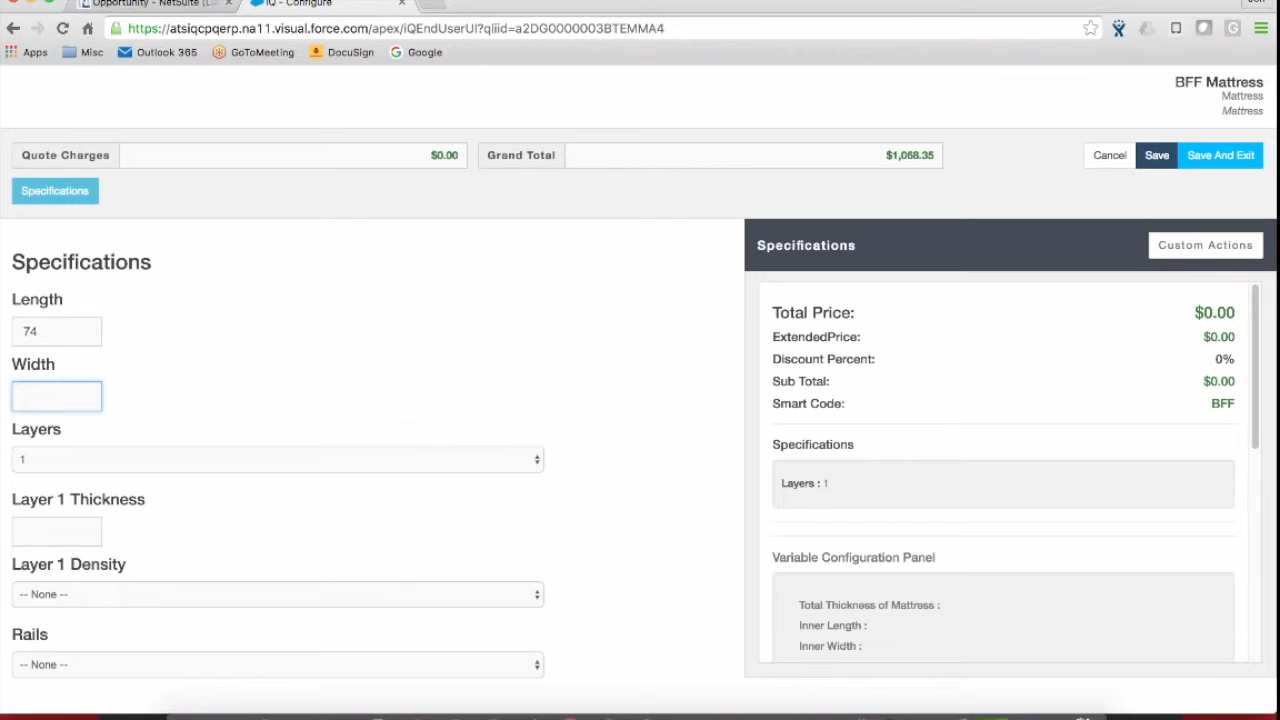 Opportunity - NetSuite (L
IQ - Configure
https://atsiqcpqerp.na11.visual.force.com/apex/iQEndUserUI?qliid=a2DG0000003BTEMMA4
Apps Misc Outlook 365 GoToMeeting DocuSign Google
BFF Mattress
Mattress
Mattress
Quote Charges $0.00 Grand Total $1,068.35 Cancel Save Save And Exit
Specifications
Specifications
Length
74
Width
Layers
1
Layer 1 Thickness
Layer 1 Density
-- None --
Rails
-- None --
Specifications Custom Actions
Total Price: $0.00
ExtendedPrice: $0.00
Discount Percent: 0%
Sub Total: $0.00
Smart Code: BFF
Specifications
Layers : 1
Variable Configuration Panel
Total Thickness of Mattress :
Inner Length :
Inner Width :